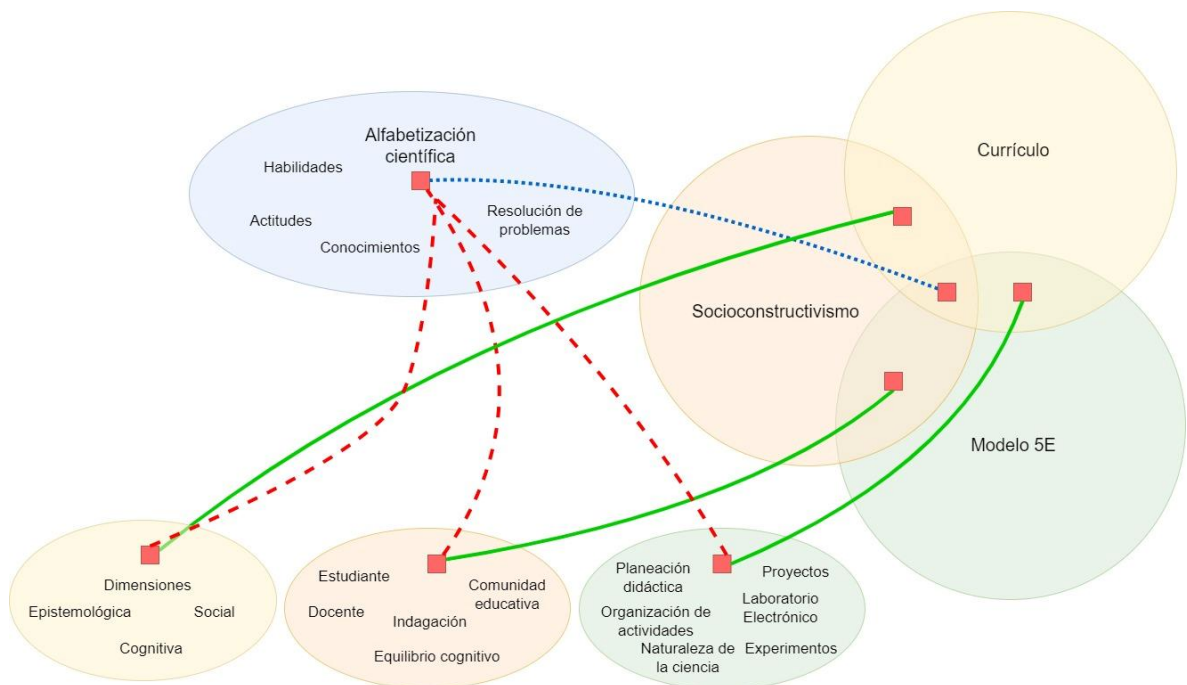 Alfabetización
científica
Habilidades
Actitudes
Conocimientos
Resolución de
problemas
Currículo
Socioconstructivismo
Modelo 5E
Dimensiones
Epistemológica
Social
Cognitiva
Estudiante
Comunidad
educativa
Docente
Indagación
Equilibrio cognitivo
Planeación
didáctica
Proyectos
Laboratorio
Electrónico
Organización de
actividades
Naturaleza de
la ciencia
Experimentos